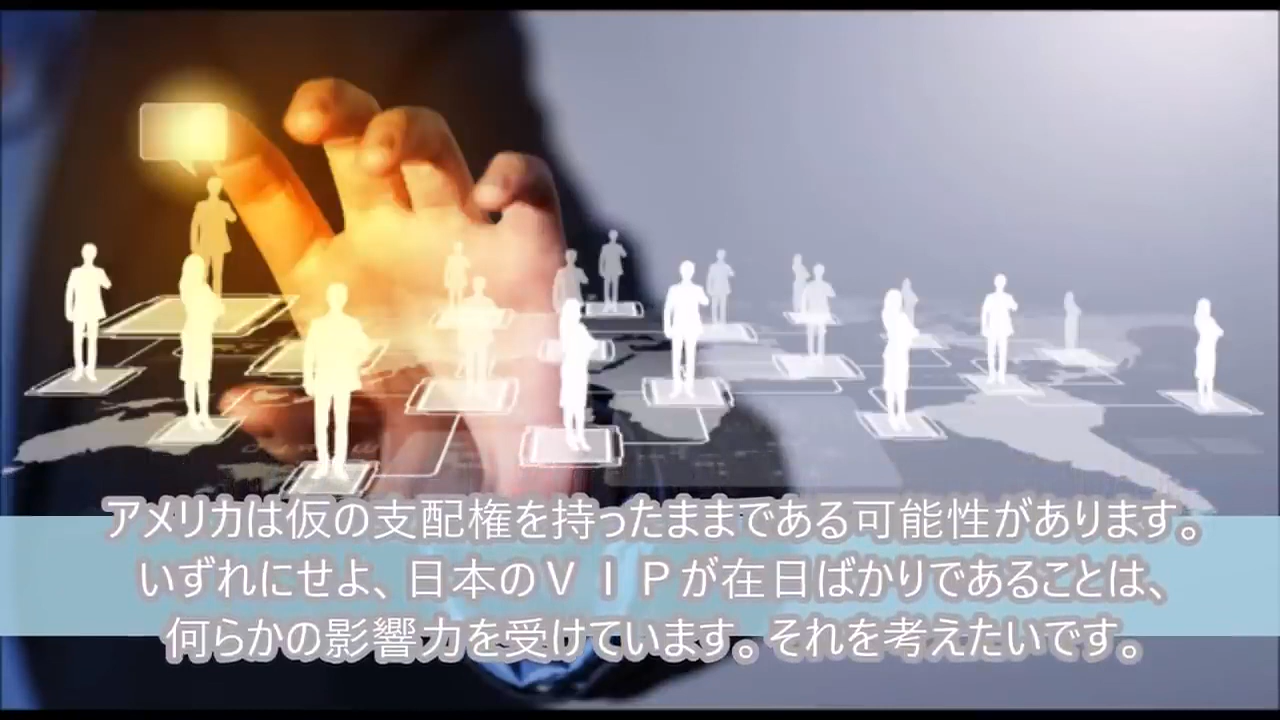 アメリカは仮の支配権を持ったままである可能性があります。
いずれにせよ、日本のＶＩＰが在日ばかりであることは、
何らかの影響力を受けています。それを考えたいです。